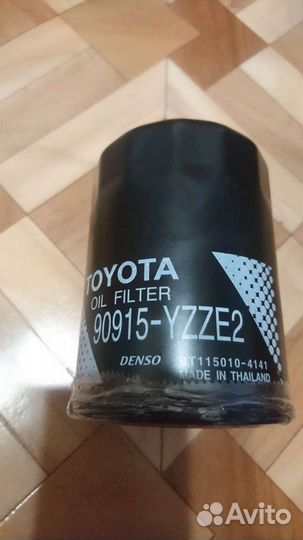 TOYOTA
OIL FILTER
90915-YZZE2
DENSO BT115010-4141
MADE IN THAILAND
Avito